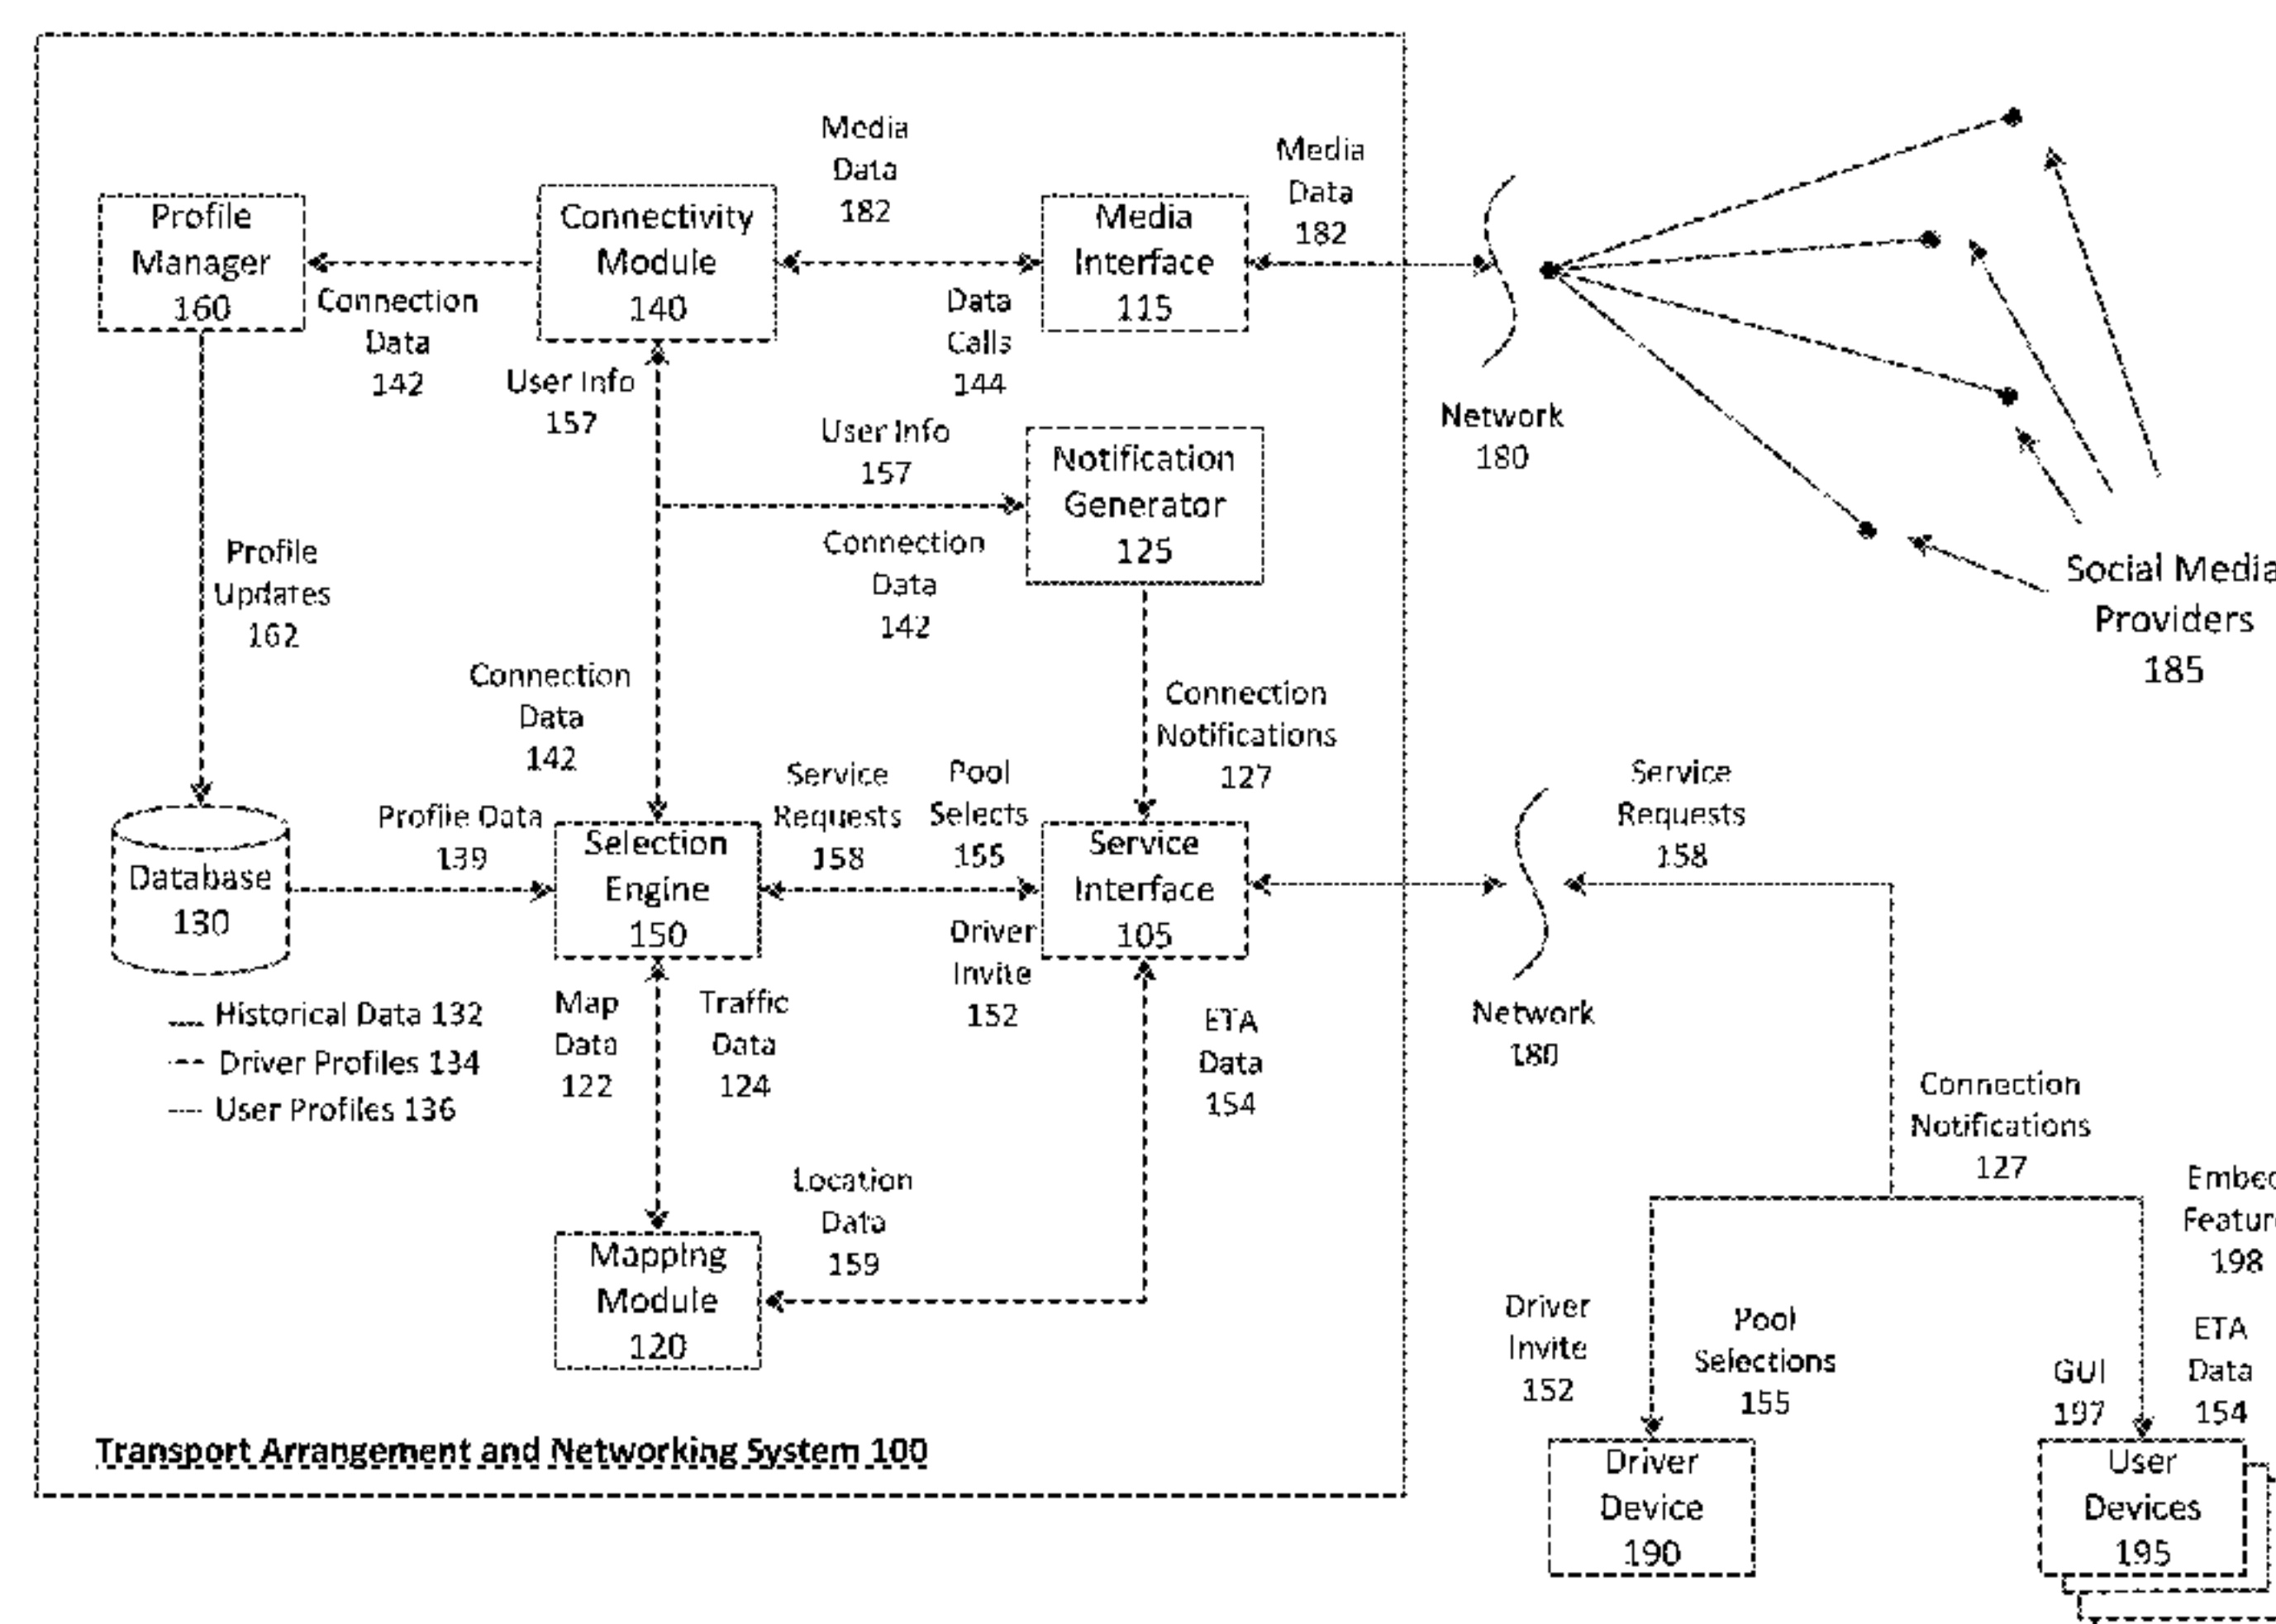 Profile
Manager
160
Connectivity
Module
140
Media
Data
182
Media
Interface
115
Media
Data
182
Connection
Data
142
User Info
157
Data
Calls
144
Network
180
User Info
157
Notification
Generator
125
Connection
Data
142
Social Media
Providers
185
Profile
Updates
162
Connection
Data
142
Connection
Notifications
127
Profile Data
139
Service
Requests
158
Pool
Selects
155
Database
130
Selection
Engine
150
Service
Interface
105
Service
Requests
158
Driver
Invite
152
Network
180
Historical Data 132
Driver Profiles 134
User Profiles 136
Map
Data
122
Traffic
Data
124
ETA
Data
154
Connection
Notifications
127
Location
Data
159
Mapping
Module
120
Embed
Feature
198
Driver
Invite
152
Pool
Selections
155
GUI
197
ETA
Data
154
Transport Arrangement and Networking System 100
Driver
Device
190
User
Devices
195